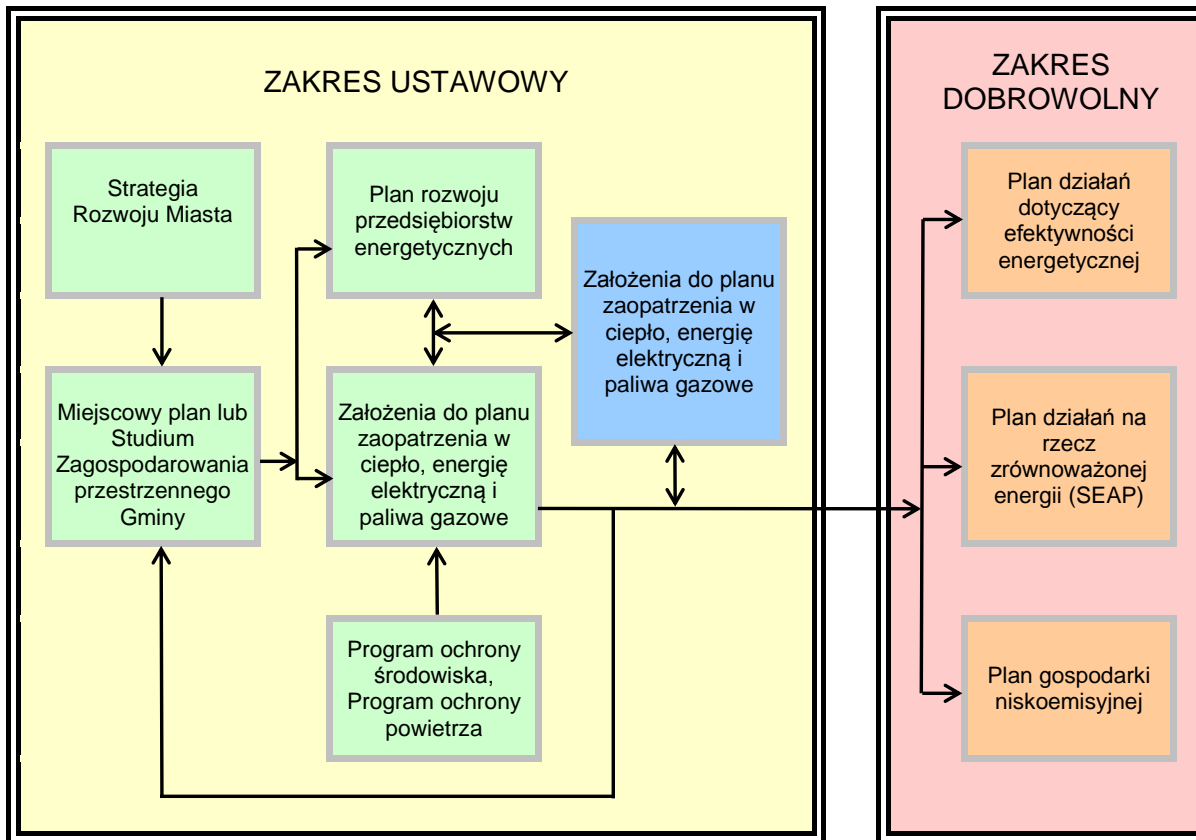 ZAKRES USTAWOWY
Strategia
Rozwoju Miasta
Plan rozwoju
przedsiębiorstw
energetycznych
Założenia do planu
zaopatrzenia w
ciepło, energię
elektryczną i
paliwa gazowe
Miejscowy plan lub
Studium
Zagospodarowania
przestrzennego
Gminy
Założenia do planu
zaopatrzenia w
ciepło, energię
elektryczną i
paliwa gazowe
Program ochrony
środowiska,
Program ochrony
powietrza
ZAKRES
DOBROWOLNY
Plan działań
dotyczący
efektywności
energetycznej
Plan działań na
rzecz
zrównoważonej
energii (SEAP)
Plan gospodarki
niskoemisyjnej